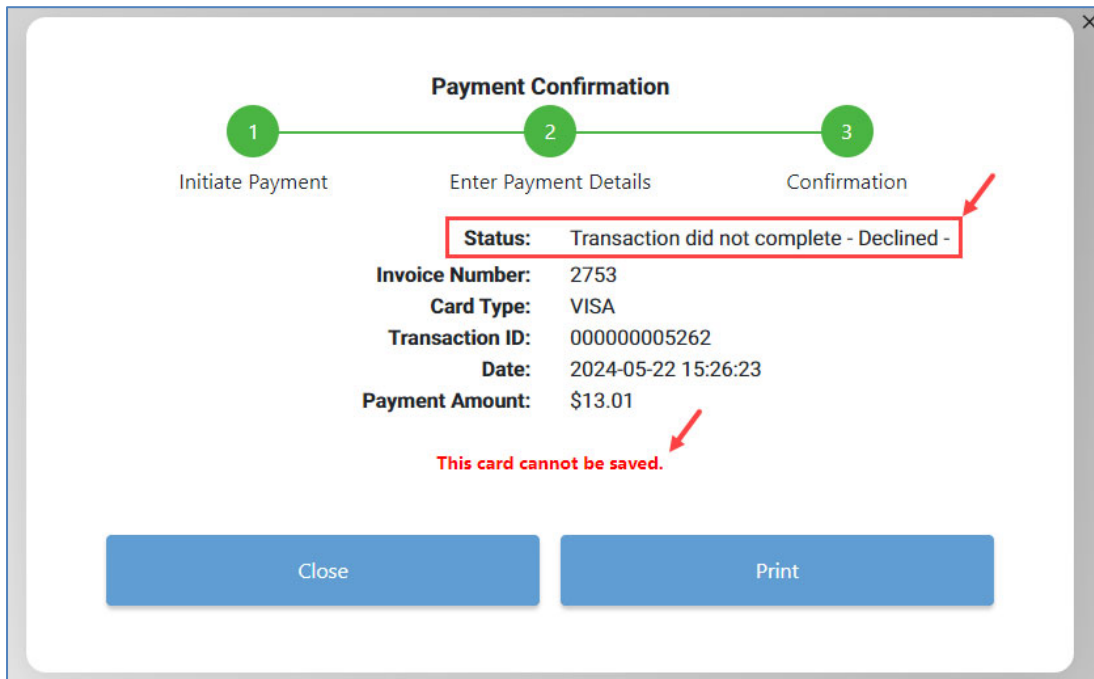 ×
Payment Confirmation
1 2 3
Initiate Payment Enter Payment Details Confirmation
Status: Transaction did not complete - Declined -
Invoice Number: 2753
Card Type: VISA
Transaction ID: 000000005262
Date: 2024-05-22 15:26:23
Payment Amount: $13.01
This card cannot be saved.
Close Print